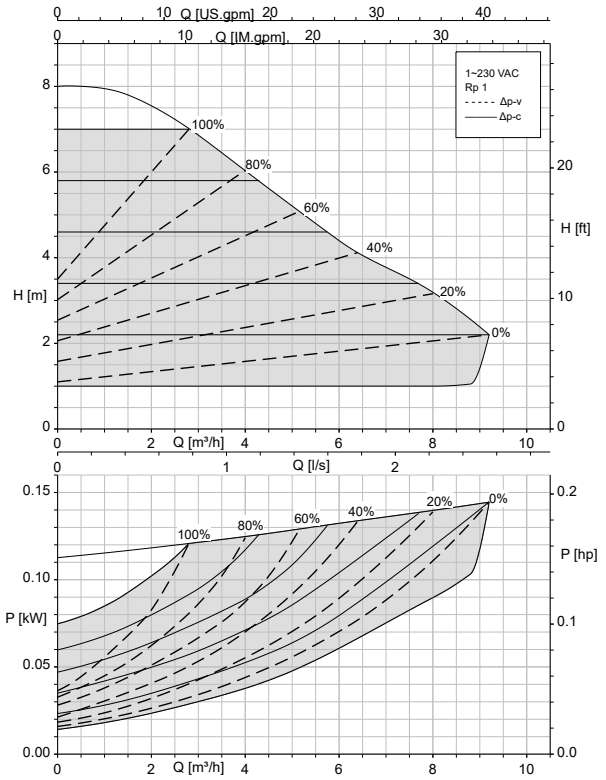 0 10 20 30 40
Q [US.gpm]
0 10 20 30
Q [IM.gpm]
1~230 VAC
Rp 1
Δp-v
Δp-c
8
100%
80%
6
20
60%
H [ft]
40%
4
H [m]
20%
10
0%
2
0
0
0 2 4 6 8 10
Q [m³/h]
0 1 2
Q [l/s]
0.15
0.2
0%
20%
40%
60%
80%
100%
P [hp]
0.10
0.1
P [kW]
0.05
0.00
0.0
0 2 4 6 8 10
Q [m³/h]